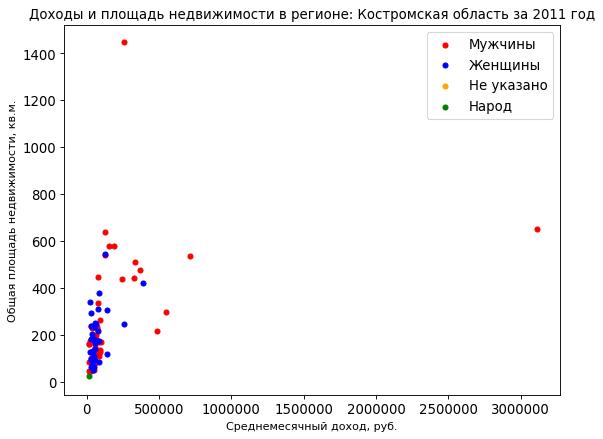 Доходы и площадь недвижимости в регионе: Костромская область за 2011 год
Мужчины
Женщины
Не указано
Народ
Общая площадь недвижимости, кв.м.
1400
1200
1000
800
600
400
200
0
0 500000 1000000 1500000 2000000 2500000 3000000
Среднемесячный доход, руб.